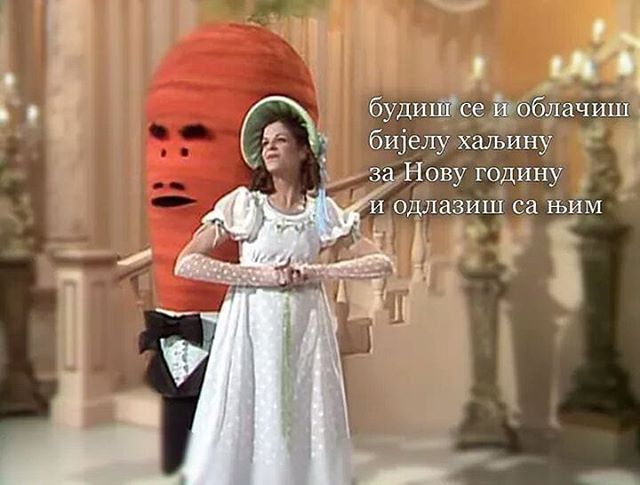 будиш се и облачиш
бијелу хаљину
за Нову годину
и одлазиш са њим